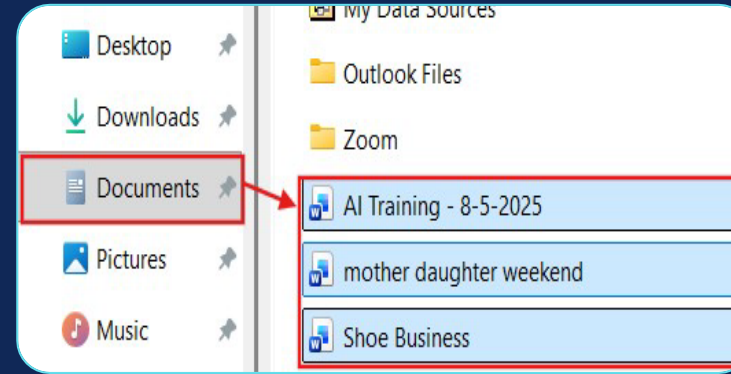 Desktop
Downloads
Documents
Pictures
Music
My Data Sources
Outlook Files
Zoom
AI Training - 8-5-2025
mother daughter weekend
Shoe Business